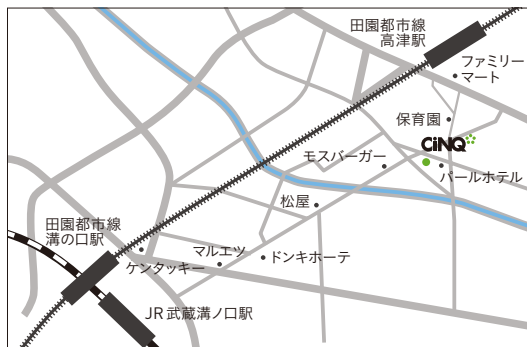 田園都市線
高津駅
ファミリー
マート
保育園
CiNQ
モスバーガー
パールホテル
松屋
田園都市線
溝の口駅
マルエツ
ドンキホーテ
ケンタッキー
JR武蔵溝ノ口駅